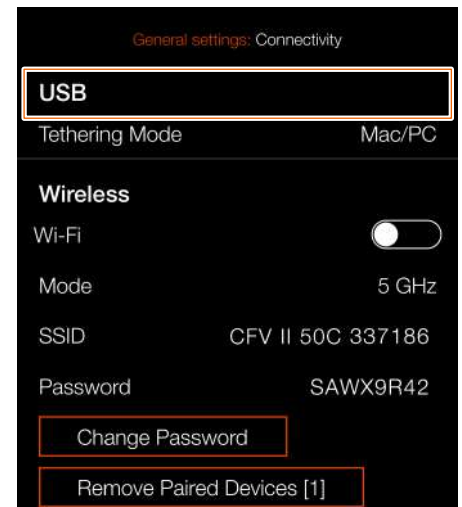 General settings: Connectivity
USB
Tethering Mode Mac/PC
Wireless
Wi-Fi
Mode 5 GHz
SSID CFV II 50C 337186
Password SAWX9R42
Change Password
Remove Paired Devices [1]